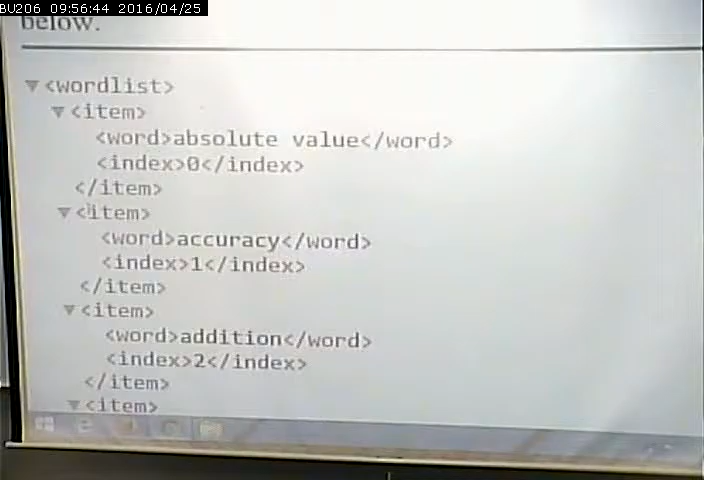 BU206 09:56:44 2016/04/25
below.
▼<wordlist>
▼<item>
<word>absolute value</word>
<index>0</index>
</item>
▼<item>
<word>accuracy</word>
<index>1</index>
</item>
▼<item>
<word>addition</word>
<index>2</index>
</item>
▼<item>